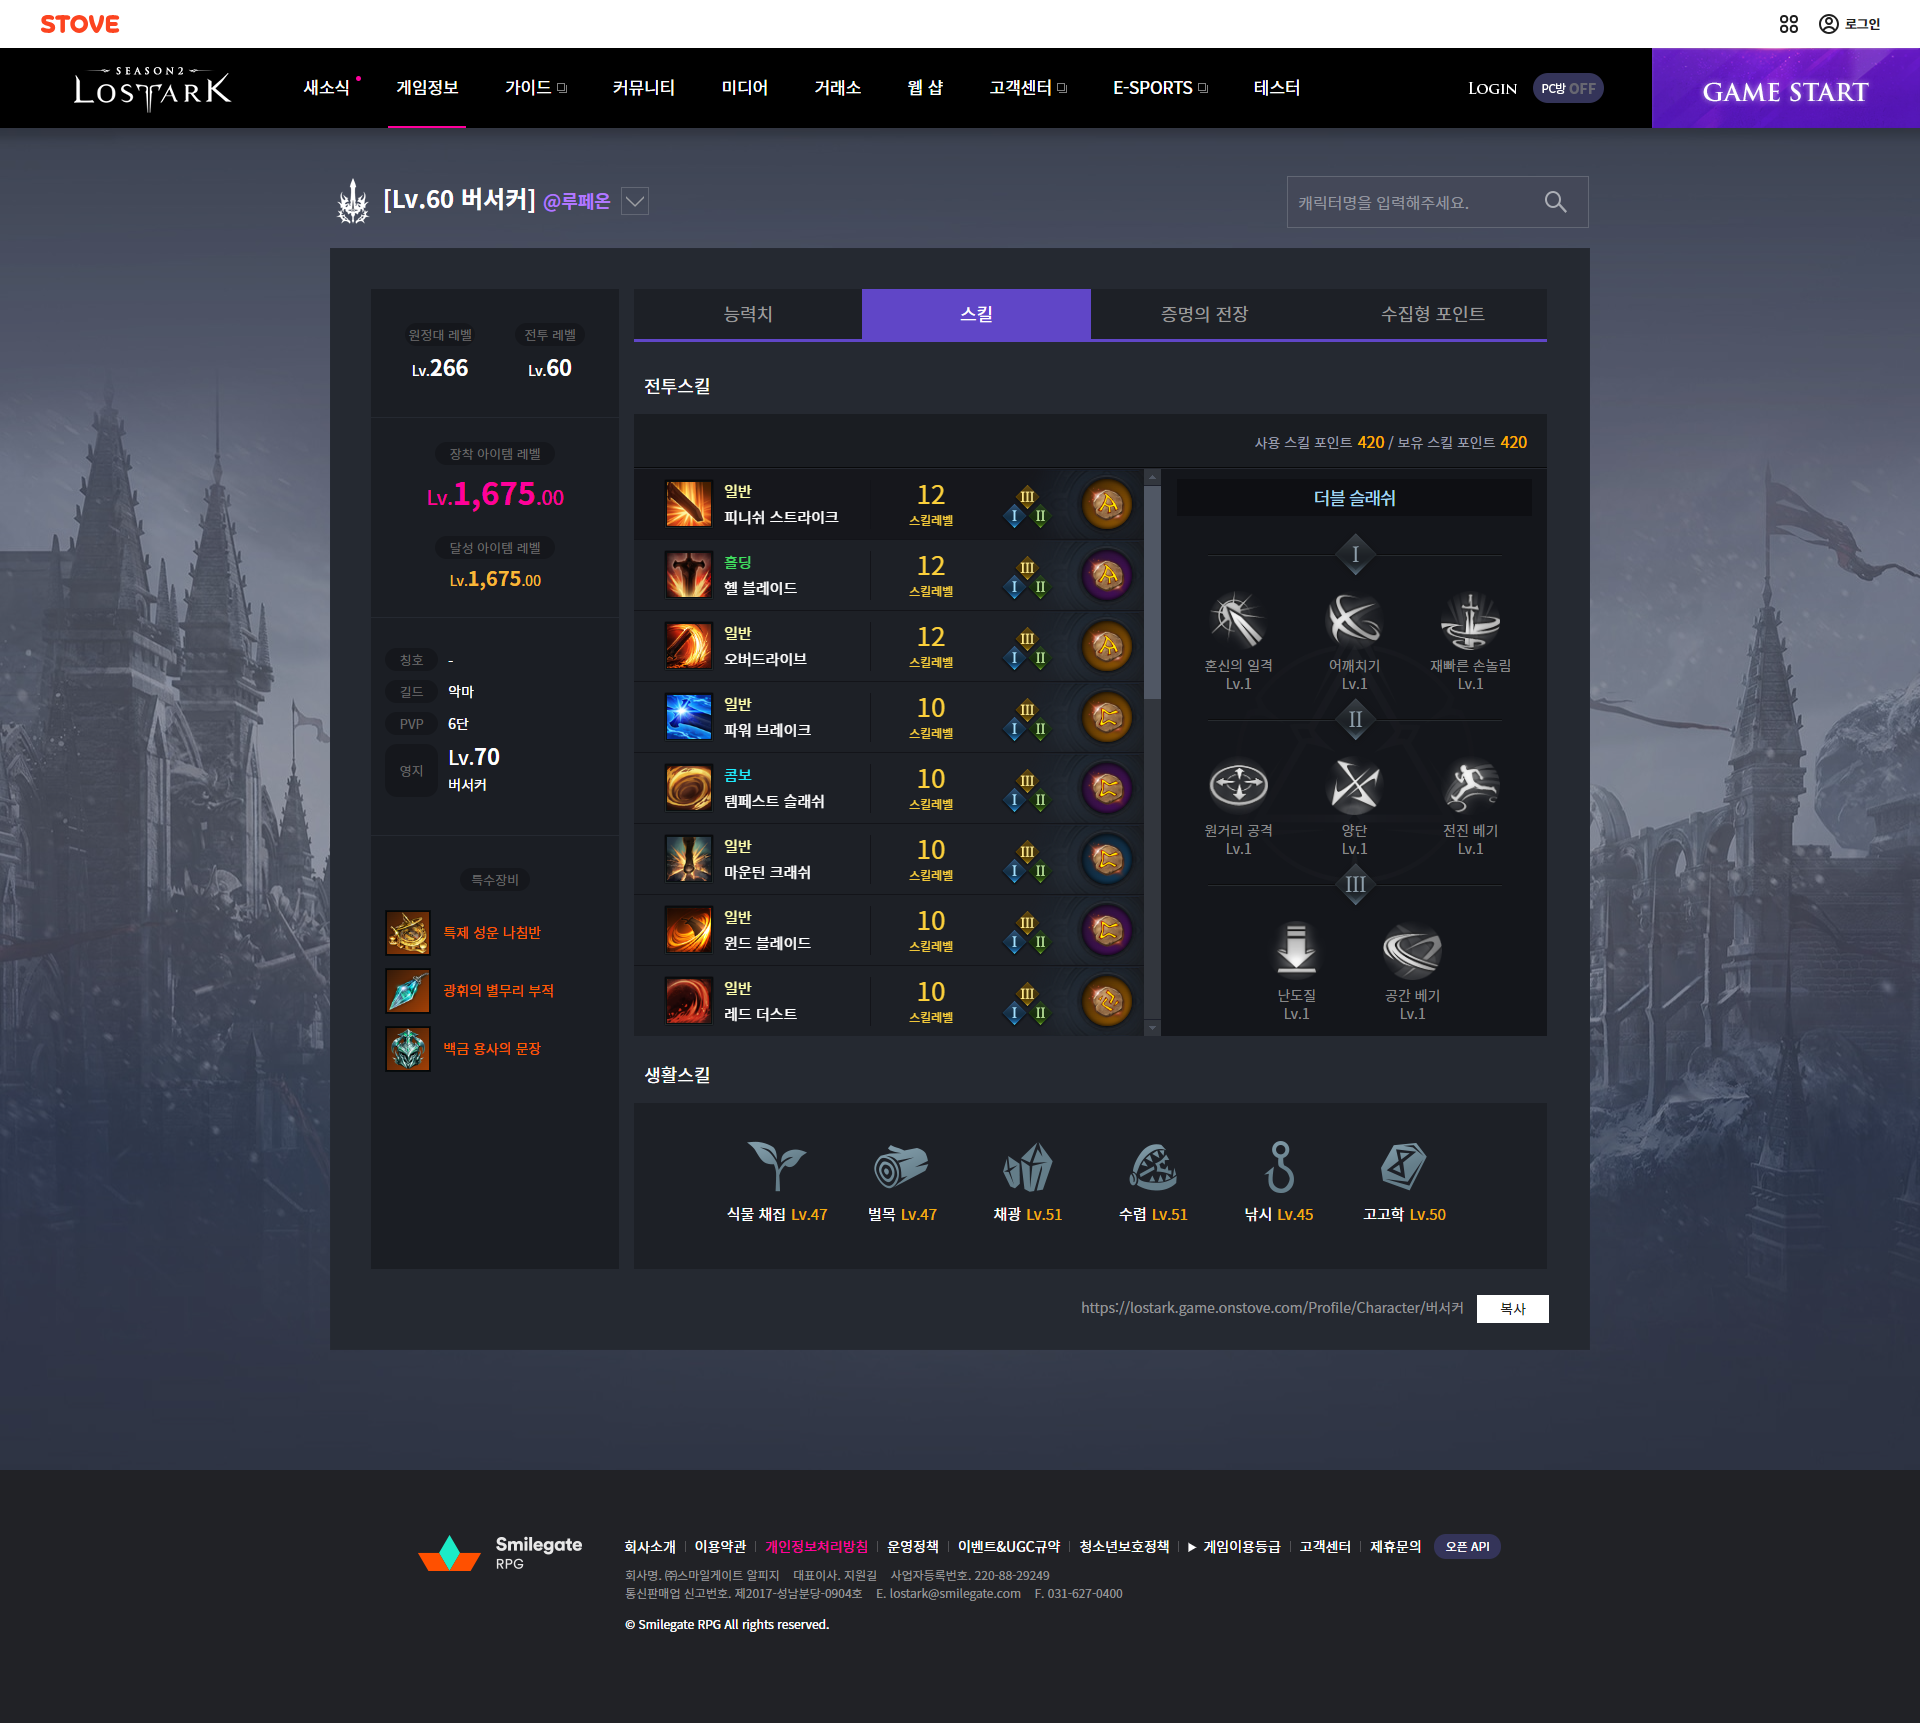 STOVE
로그인
SEASON2
LOSTARK
새소식
게임정보
가이드
커뮤니티
미디어
거래소
웹 샵
고객센터
E-SPORTS
테스터
LOGIN
PC방 OFF
GAME START
[Lv.60 버서커] @루페온
캐릭터명을 입력해주세요.
원정대 레벨
Lv.266
전투 레벨
Lv.60
장착 아이템 레벨
Lv.1,675.00
달성 아이템 레벨
Lv.1,675.00
칭호 -
길드 악마
PVP 6단
영지 Lv.70
버서커
특수장비
특제 성운 나침반
광휘의 별무리 부적
백금 용사의 문장
능력치
스킬
증명의 전장
수집형 포인트
전투스킬
사용 스킬 포인트 420 / 보유 스킬 포인트 420
일반
피니쉬 스트라이크
12
스킬레벨
III
I II
홀딩
헬 블레이드
12
스킬레벨
III
I II
일반
오버드라이브
12
스킬레벨
III
I II
일반
파워 브레이크
10
스킬레벨
III
I II
콤보
템페스트 슬래쉬
10
스킬레벨
III
I II
일반
마운틴 크래쉬
10
스킬레벨
III
I II
일반
윈드 블레이드
10
스킬레벨
III
I II
일반
레드 더스트
10
스킬레벨
III
I II
더블 슬래쉬
I
혼신의 일격
Lv.1
어깨치기
Lv.1
재빠른 손놀림
Lv.1
II
원거리 공격
Lv.1
양단
Lv.1
전진 베기
Lv.1
III
난도질
Lv.1
공간 베기
Lv.1
생활스킬
식물 채집 Lv.47
벌목 Lv.47
채광 Lv.51
수렵 Lv.51
낚시 Lv.45
고고학 Lv.50
https://lostark.game.onstove.com/Profile/Character/버서커
복사
Smilegate
RPG
회사소개
이용약관
개인정보처리방침
운영정책
이벤트&UGC규약
청소년보호정책
▶ 게임이용등급
고객센터
제휴문의
오픈 API
회사명. ㈜스마일게이트 알피지 대표이사. 지원길 사업자등록번호. 220-88-29249
통신판매업 신고번호. 제2017-성남분당-0904호 E. lostark@smilegate.com F. 031-627-0400
© Smilegate RPG All rights reserved.